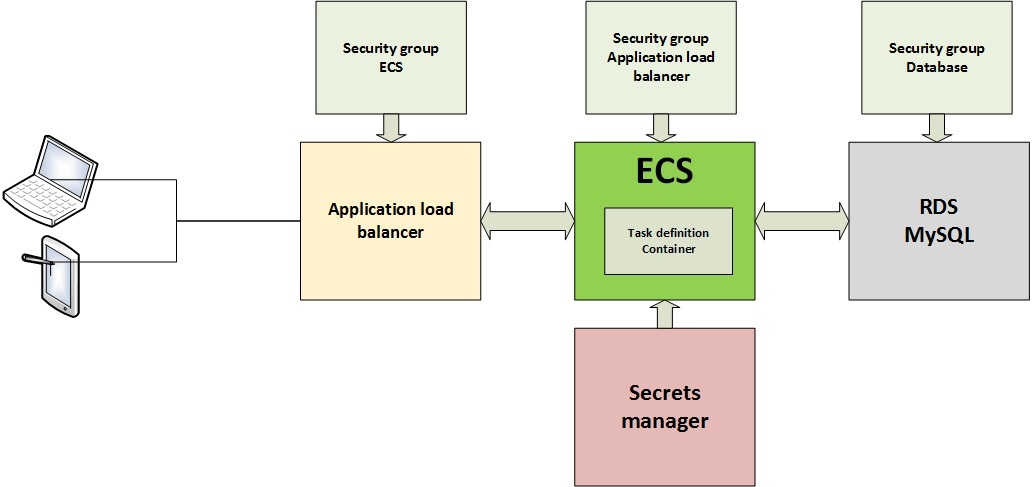 Security group
ECS
Security group
Application load
balancer
Security group
Database
Application load
balancer
ECS
Task definition
Container
RDS
MySQL
Secrets
manager